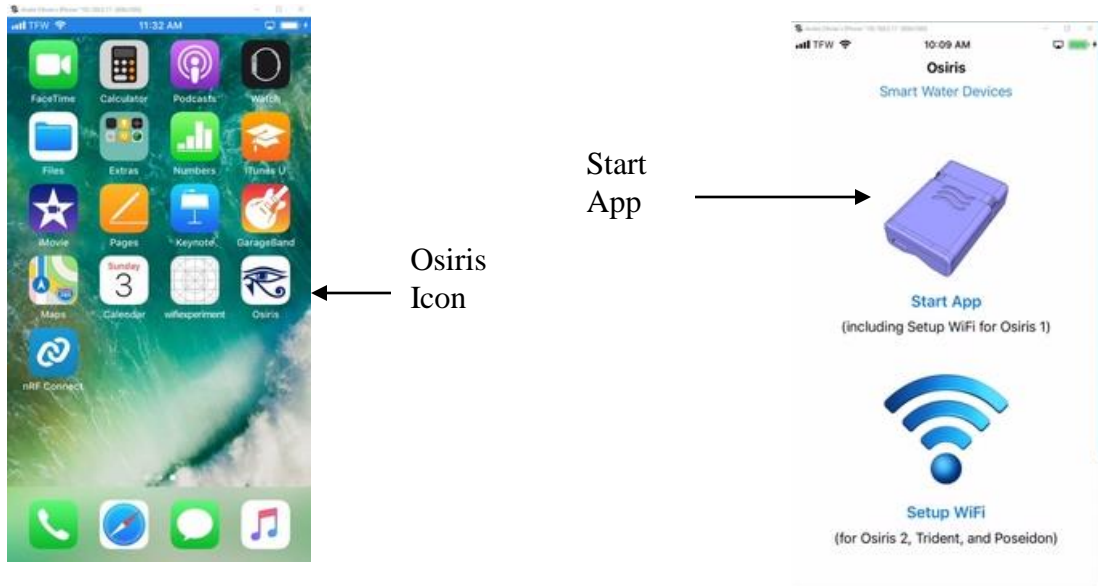 TFW 11:32 AM
FaceTime Calculator Podcasts Watch
Files Extras Numbers iTunes U
iMovie Pages Keynote GarageBand
Sunday
3
Maps Calendar wifiexperiment Osiris
nRF Connect
Osiris
Icon
Start
App
TFW 10:09 AM
Osiris
Smart Water Devices
Start App
(including Setup WiFi for Osiris 1)
Setup WiFi
(for Osiris 2, Trident, and Poseidon)